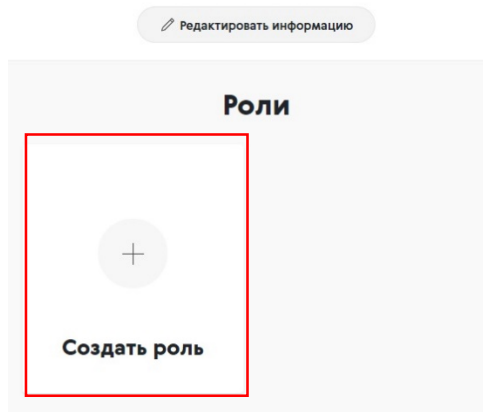 Редактировать информацию
Роли
Создать роль